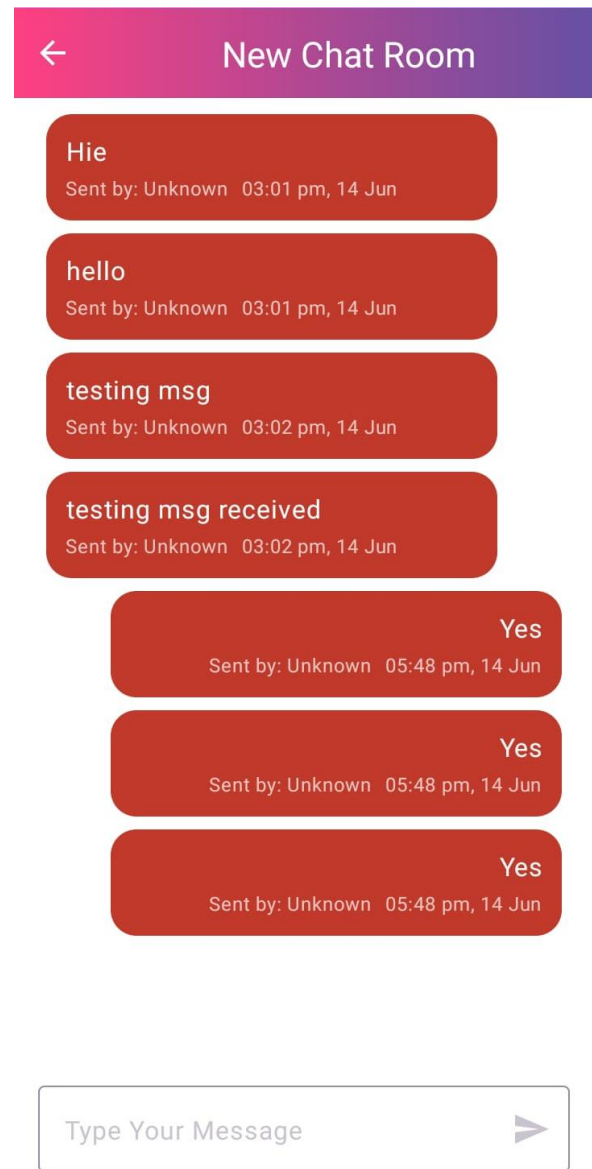 New Chat Room
Hie
Sent by: Unknown 03:01 pm, 14 Jun
hello
Sent by: Unknown 03:01 pm, 14 Jun
testing msg
Sent by: Unknown 03:02 pm, 14 Jun
testing msg received
Sent by: Unknown 03:02 pm, 14 Jun
Yes
Sent by: Unknown 05:48 pm, 14 Jun
Yes
Sent by: Unknown 05:48 pm, 14 Jun
Yes
Sent by: Unknown 05:48 pm, 14 Jun
Type Your Message